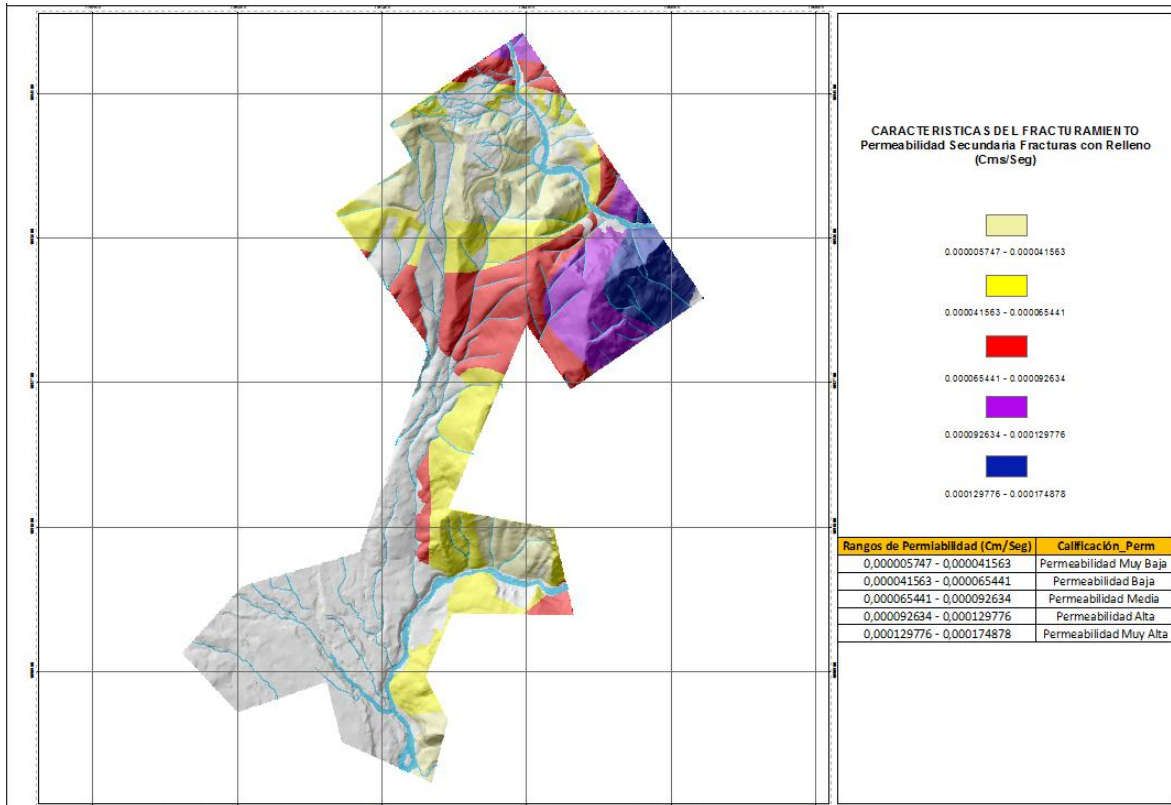 CARACTERISTICAS DEL FRACTURAMIENTO
Permeabilidad Secundaria Fracturas con Relleno
(Cms/Seg)
0.000005747 - 0.000041563
0.000041563 - 0.000065441
0.000065441 - 0.000092634
0.000092634 - 0.000129776
0.000129776 - 0.000174878
Rangos de Permiabilidad (Cm/Seg) Calificación_Perm
0,000005747 - 0,000041563 Permeabilidad Muy Baja
0,000041563 - 0,000065441 Permeabilidad Baja
0,000065441 - 0,000092634 Permeabilidad Media
0,000092634 - 0,000129776 Permeabilidad Alta
0,000129776 - 0,000174878 Permeabilidad Muy Alta